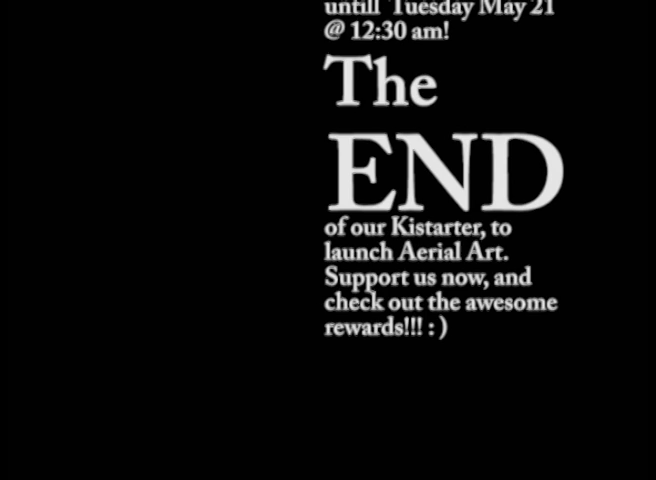 untill Tuesday May 21
@ 12:30 am!
The
END
of our Kistarter, to
launch Aerial Art.
Support us now, and
check out the awesome
rewards!!! : )